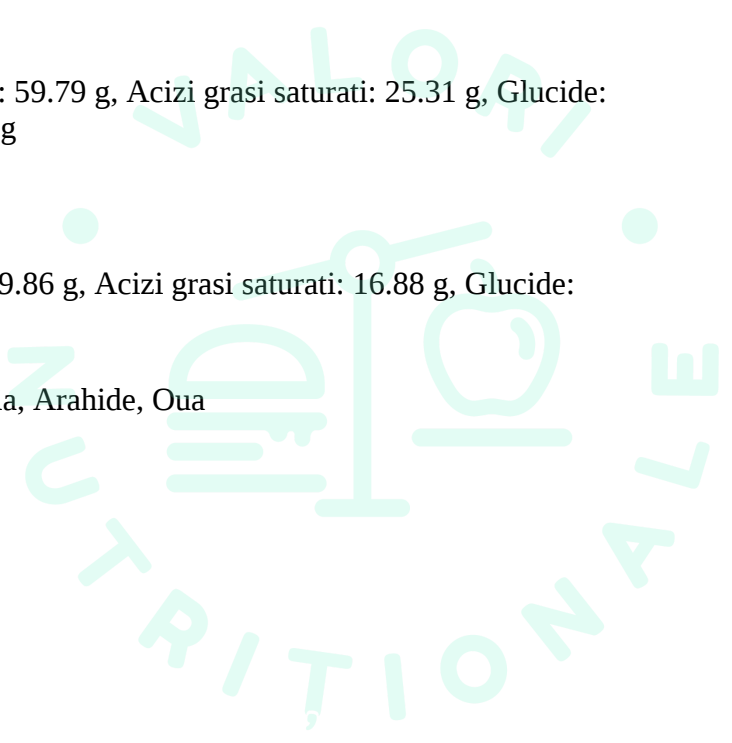 : 59.79 g, Acizi grasi saturati: 25.31 g, Glucide:
g
9.86 g, Acizi grasi saturati: 16.88 g, Glucide:
a, Arahide, Oua
VALORI
NUTRITIONALE